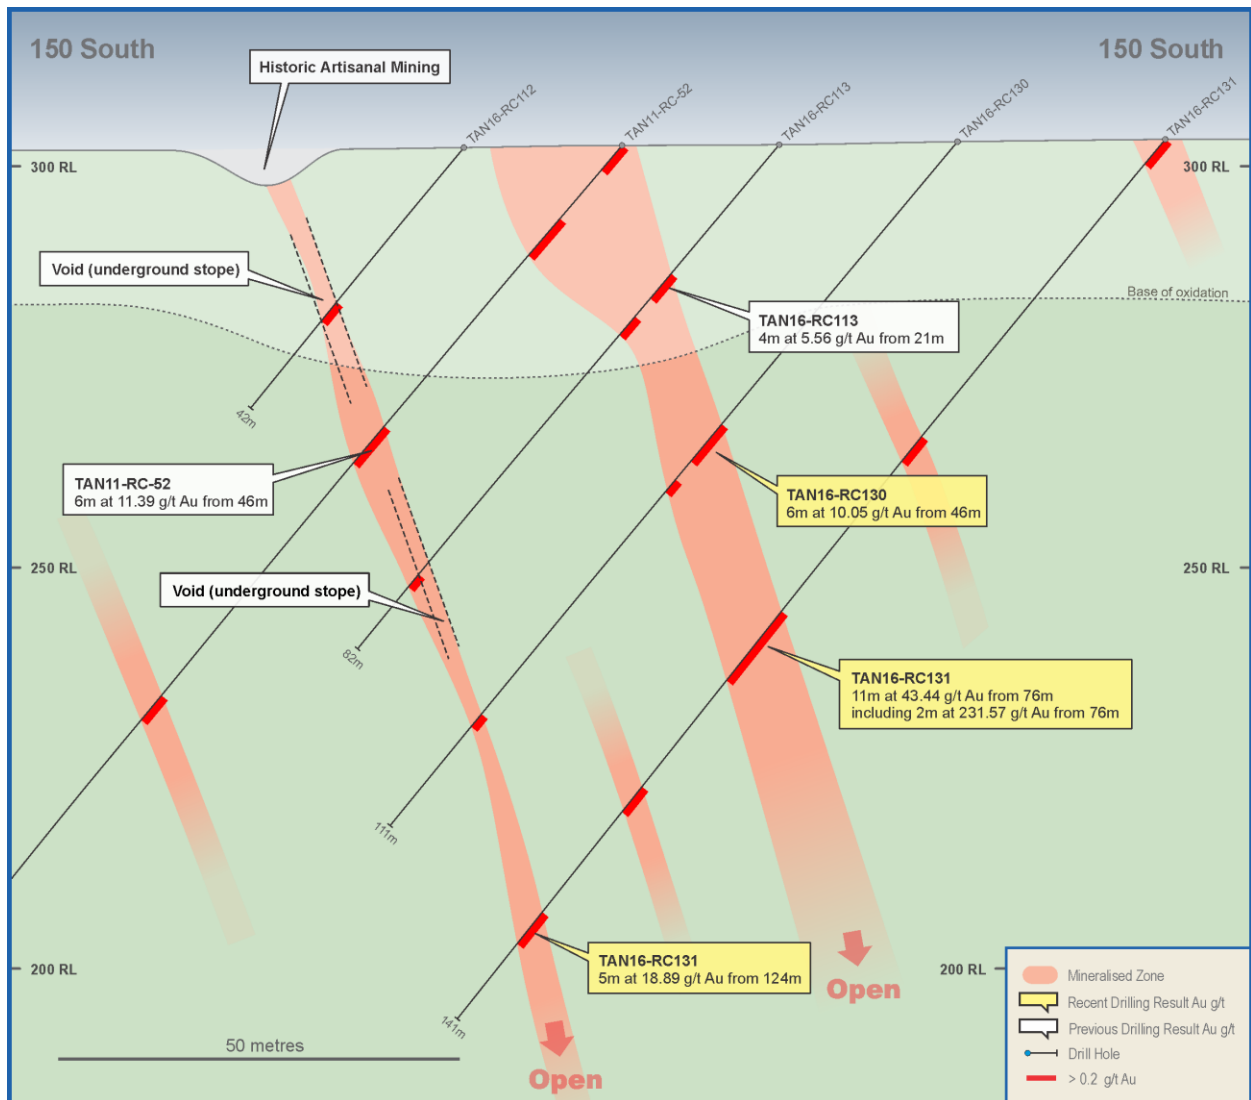 150 South
150 South
Historic Artisanal Mining
TAN16-RC112
TAN11-RC-52
TAN16-RC113
TAN16-RC130
TAN16-RC131
300 RL
300 RL
Void (underground stope)
Base of oxidation
TAN16-RC113
4m at 5.56 g/t Au from 21m
42m
TAN11-RC-52
6m at 11.39 g/t Au from 46m
TAN16-RC130
6m at 10.05 g/t Au from 46m
250 RL
250 RL
Void (underground stope)
82m
TAN16-RC131
11m at 43.44 g/t Au from 76m
including 2m at 231.57 g/t Au from 76m
111m
TAN16-RC131
5m at 18.89 g/t Au from 124m
200 RL
200 RL
Open
141m
50 metres
Open
Mineralised Zone
Recent Drilling Result Au g/t
Previous Drilling Result Au g/t
Drill Hole
> 0.2 g/t Au